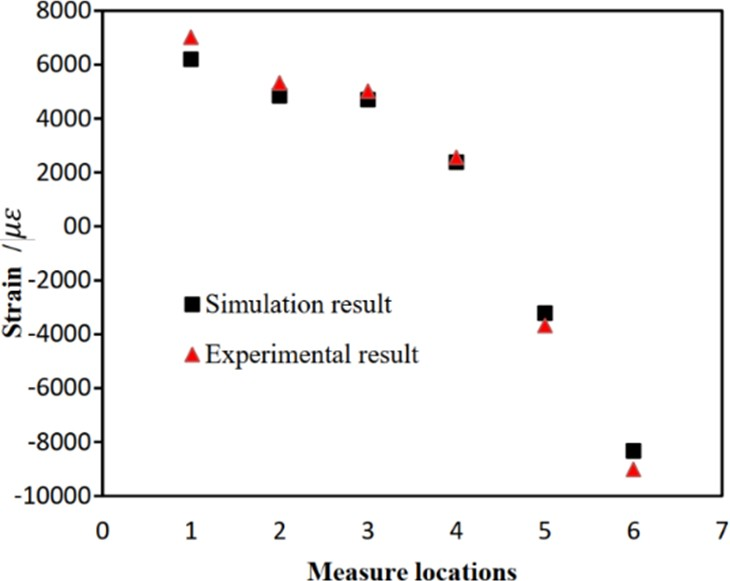 8000
6000
4000
2000
00
-2000
-4000
-6000
-8000
-10000
Strain / με
Simulation result
Experimental result
0 1 2 3 4 5 6 7
Measure locations